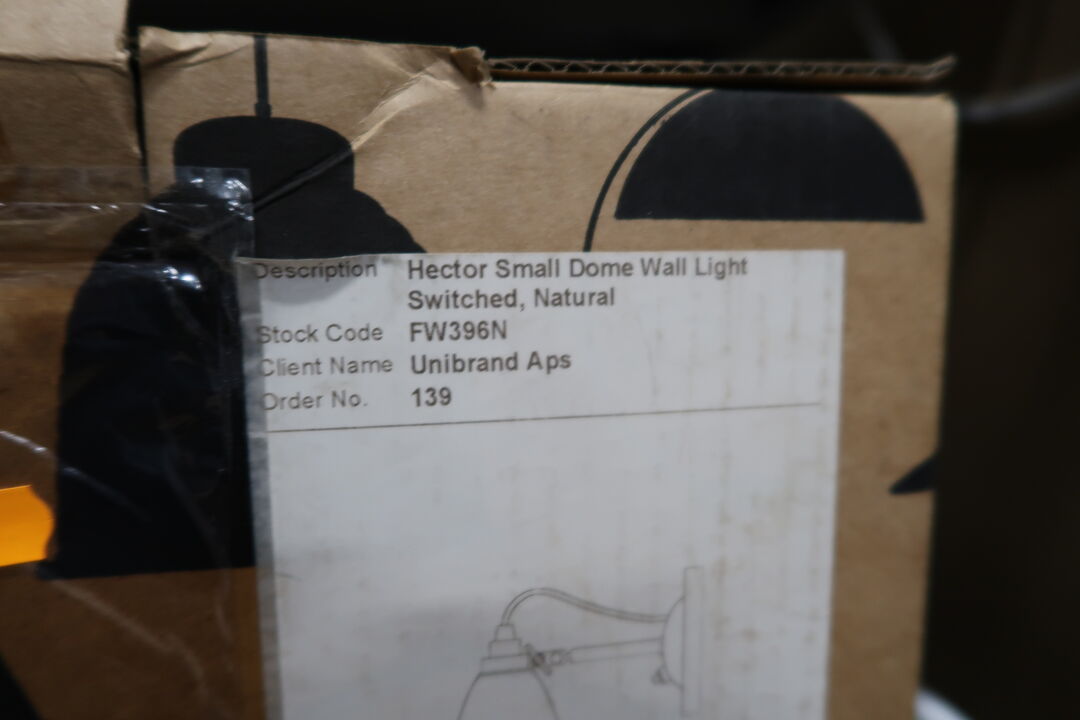 Description Hector Small Dome Wall Light
Switched, Natural
Stock Code FW396N
Client Name Unibrand Aps
Order No. 139